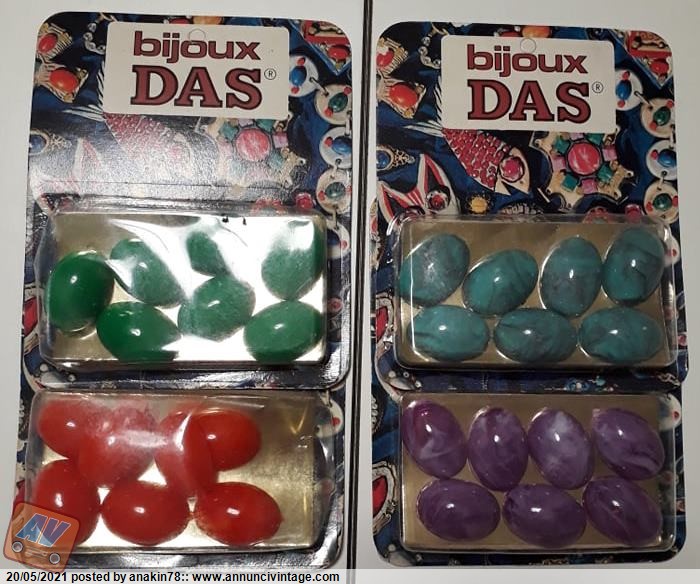 bijoux
DAS®
bijoux
DAS®
AV
20/05/2021 posted by anakin78:: www.annuncivintage.com